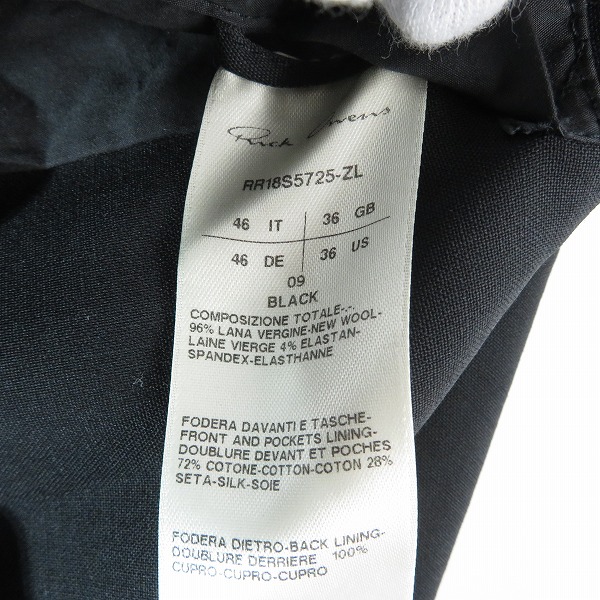 Rick Owens
RR18S5725-ZL
46 IT 36 GB
46 DE 36 US
09
BLACK
COMPOSIZIONE TOTALE-.-.
96% LANA VERGINE-NEW WOOL-
LAINE VIERGE 4% ELASTAN-
SPANDEX-ELASTHANNE
FODERA DAVANTI E TASCHE-
FRONT AND POCKETS LINING-
DOUBLURE DEVANT ET POCHES
72% COTONE-COTTON-COTON 28%
SETA-SILK-SOIE
FODERA DIETRO-BACK LINING-
DOUBLURE DERRIERE 100%
CUPRO-CUPRO-CUPRO